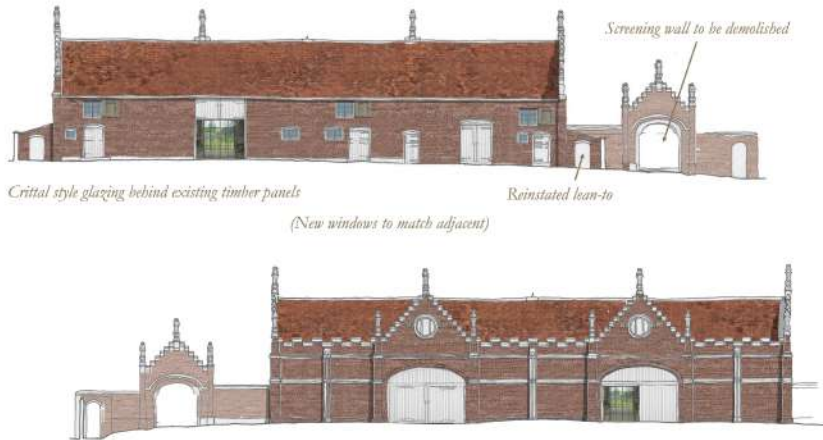 Screening wall to be demolished
Crittal style glazing behind existing timber panels
Reinstated lean-to
(New windows to match adjacent)